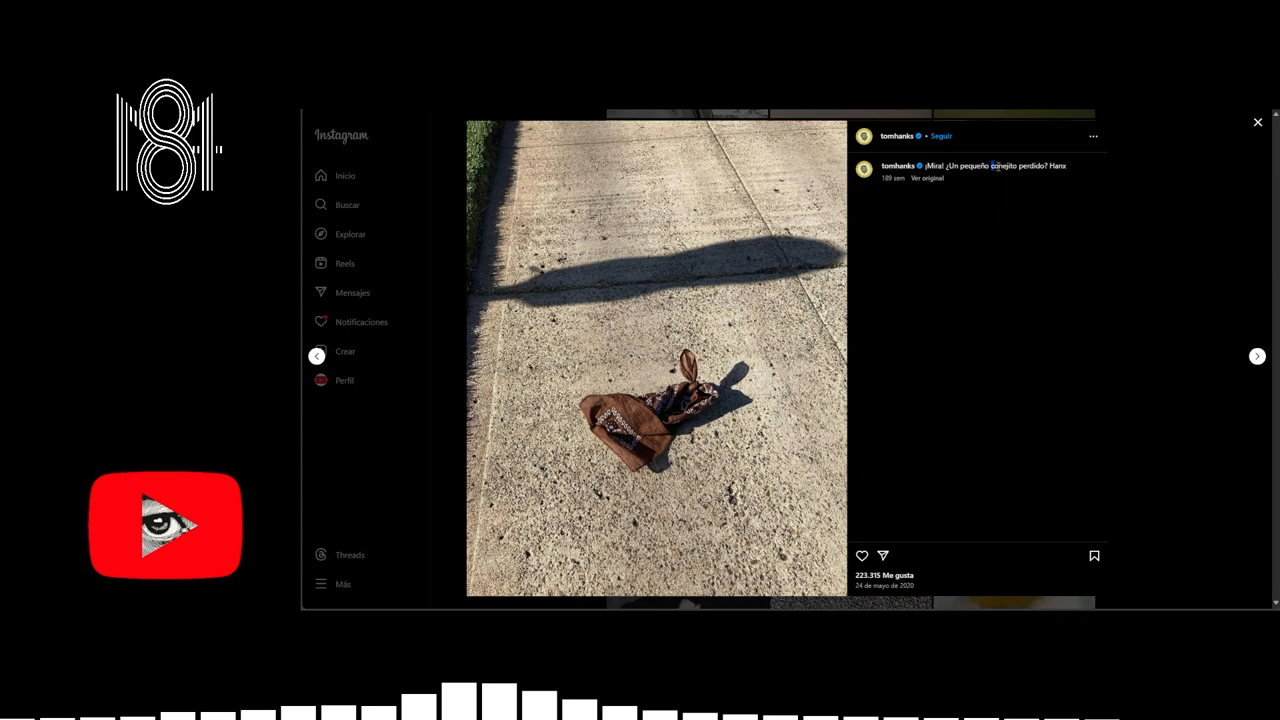 181
Instagram
Inicio
Buscar
Explorar
Reels
Mensajes
Notificaciones
Crear
Perfil
Threads
Más
tomhanks • Seguir
tomhanks ¡Mira! ¿Un pequeño conejito perdido? Hanx
189 sem Ver original
223.315 Me gusta
24 de mayo de 2020